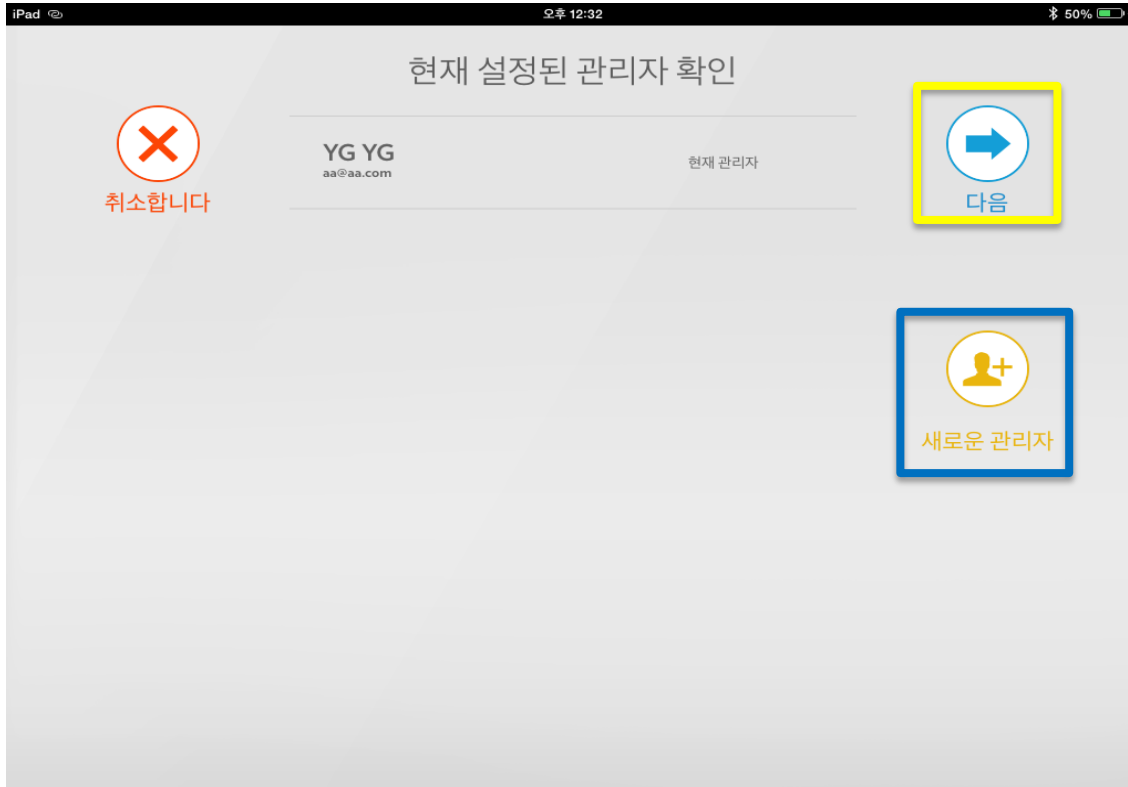 iPad 오후 12:32 50%
현재 설정된 관리자 확인
YG YG
aa@aa.com
현재 관리자
취소합니다
다음
새로운 관리자